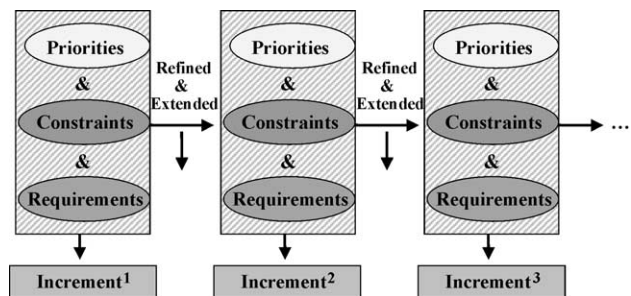 Priorities
&
Constraints
&
Requirements
Increment1
Refined
&
Extended
Priorities
&
Constraints
&
Requirements
Increment2
Refined
&
Extended
Priorities
&
Constraints
&
Requirements
Increment3
...